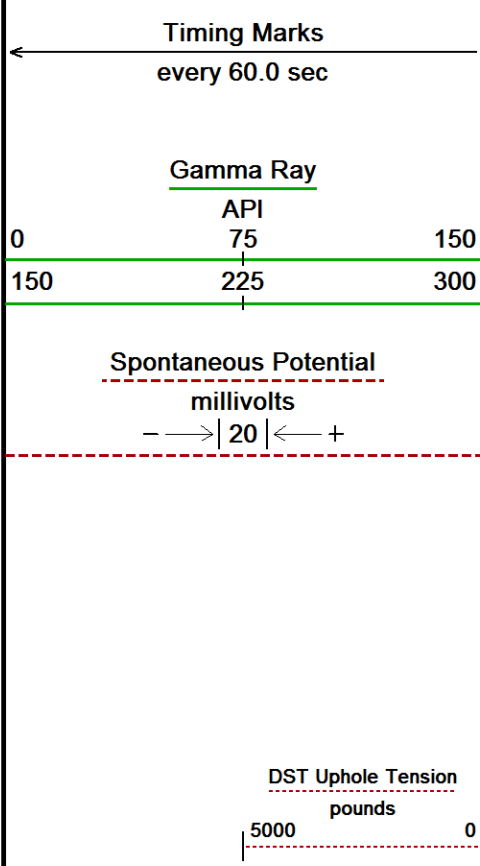 Timing Marks
every 60.0 sec
Gamma Ray
API
0 75 150
150 225 300
Spontaneous Potential
millivolts
− 20 +
DST Uphole Tension
pounds
5000 0